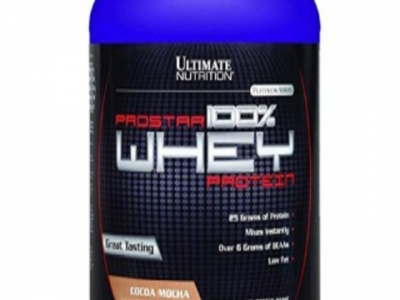 ULTIMATE
NUTRITION®
PLATINUM SERIES
PROSTAR 100%
WHEY
PROTEIN
25 Grams of Protein
Mixes Instantly
Over 6 Grams of BCAAs
Low Fat
Great Tasting
COCOA MOCHA